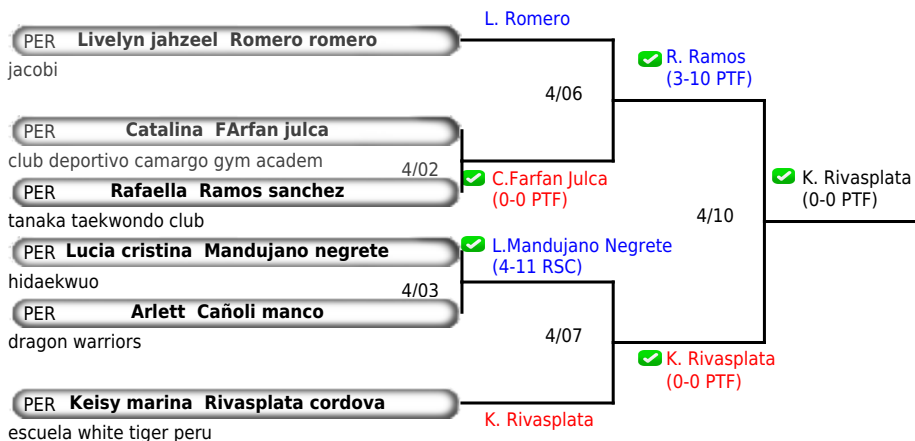 L. Romero
PER Livelyn jahzeel Romero romero
jacobi
R. Ramos
(3-10 PTF)
4/06
PER Catalina FArfan julca
club deportivo camargo gym academ
4/02
C.Farfan Julca
(0-0 PTF)
K. Rivasplata
(0-0 PTF)
PER Rafaella Ramos sanchez
tanaka taekwondo club
4/10
PER Lucia cristina Mandujano negrete
L.Mandujano Negrete
(4-11 RSC)
hidaekwuo
4/03
PER Arlett Cañoli manco
dragon warriors
4/07
K. Rivasplata
(0-0 PTF)
PER Keisy marina Rivasplata cordova
K. Rivasplata
escuela white tiger peru